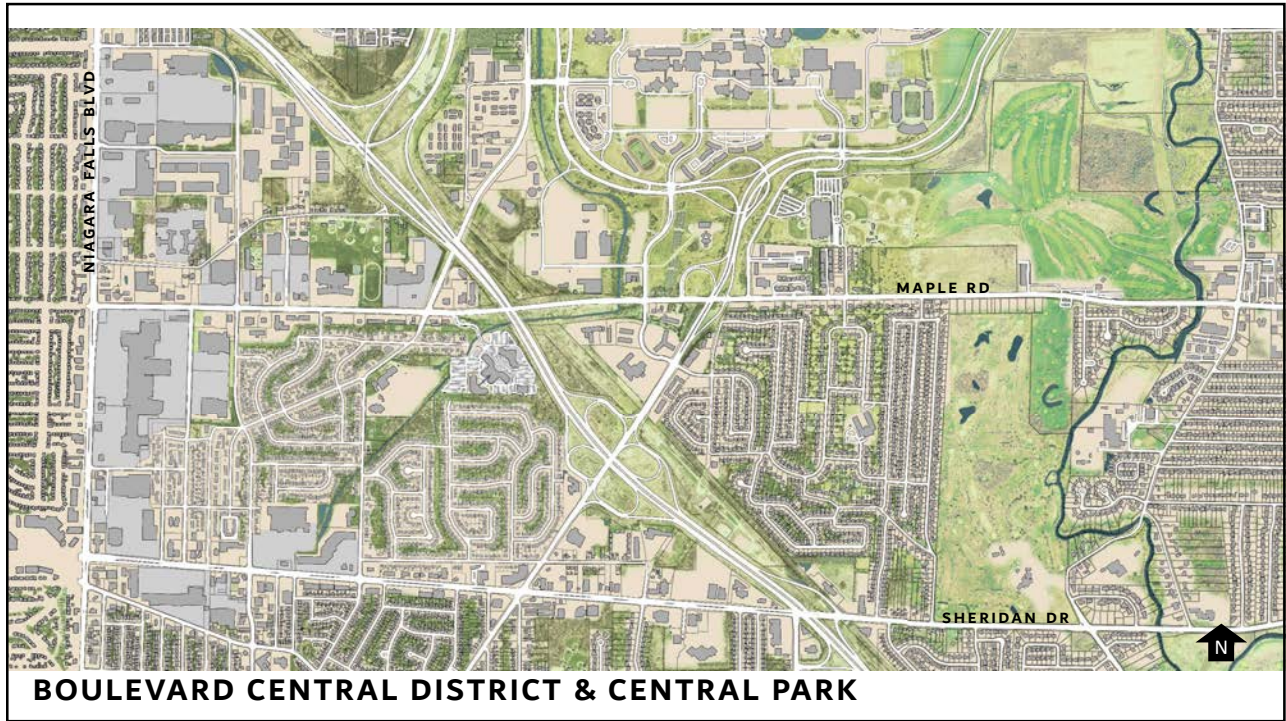 NIAGARA FALLS BLVD
MAPLE RD
SHERIDAN DR
N
BOULEVARD CENTRAL DISTRICT & CENTRAL PARK